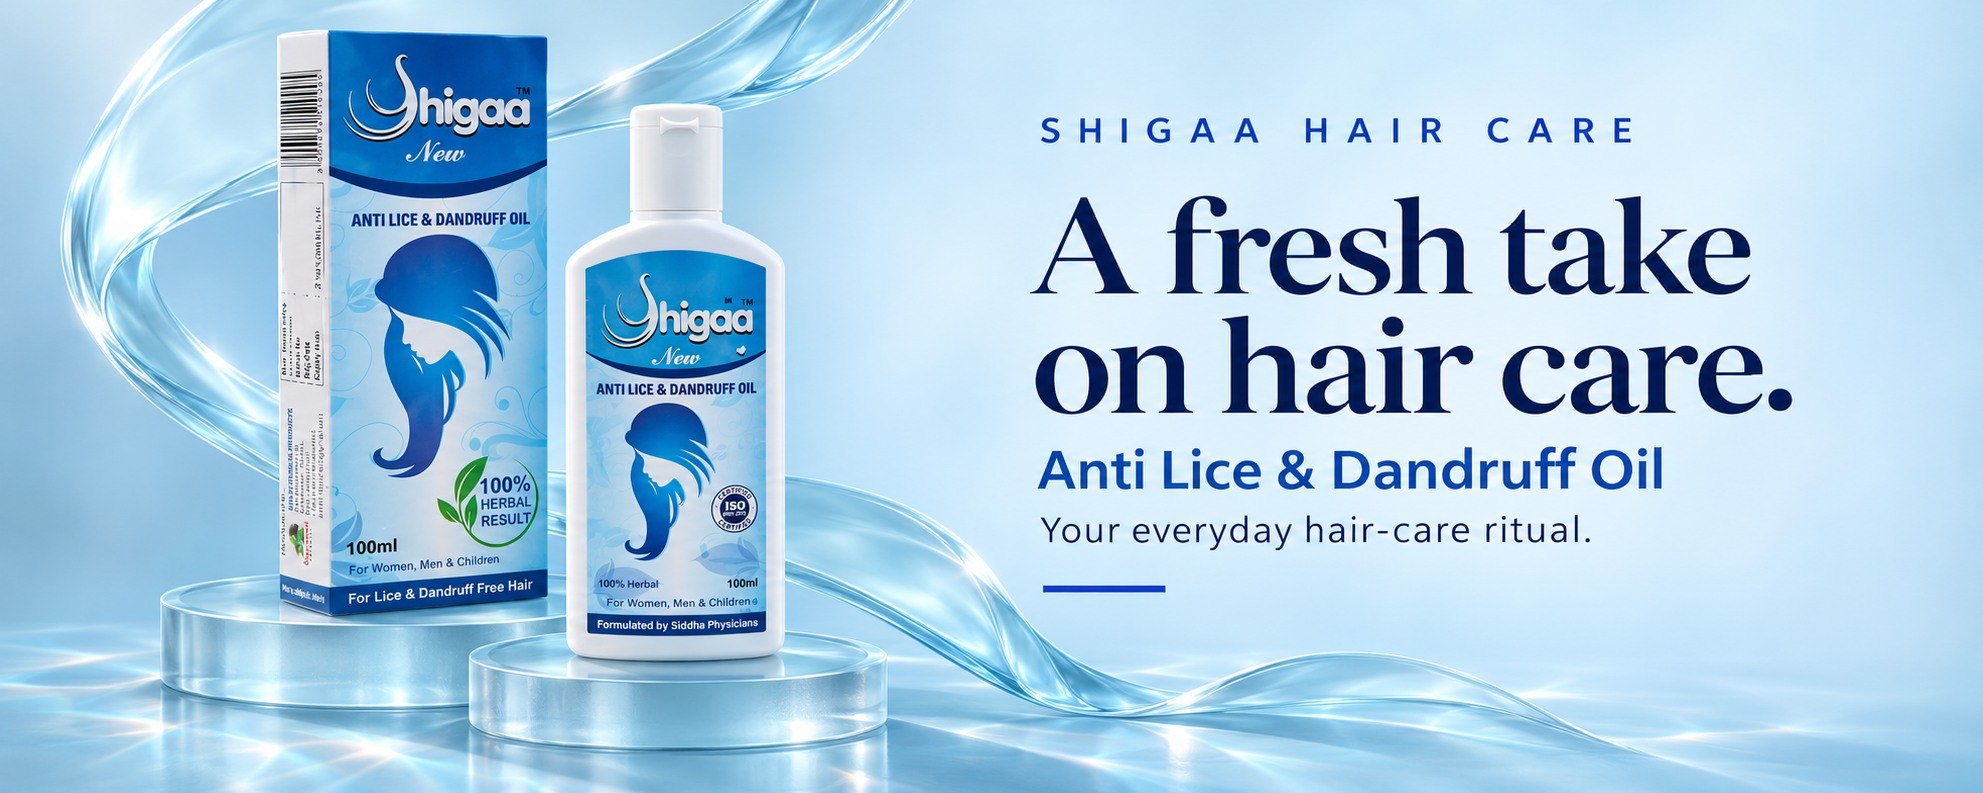 Shigaa™
New
ANTI LICE & DANDRUFF OIL
100%
HERBAL
RESULT
100ml
For Women, Men & Children
For Lice & Dandruff Free Hair
Shigaa™
New
ANTI LICE & DANDRUFF OIL
CERTIFIED
ISO
CERTIFIED
100% Herbal
100ml
For Women, Men & Children
Formulated by Siddha Physicians
SHIGAA HAIR CARE
A fresh take
on hair care.
Anti Lice & Dandruff Oil
Your everyday hair-care ritual.